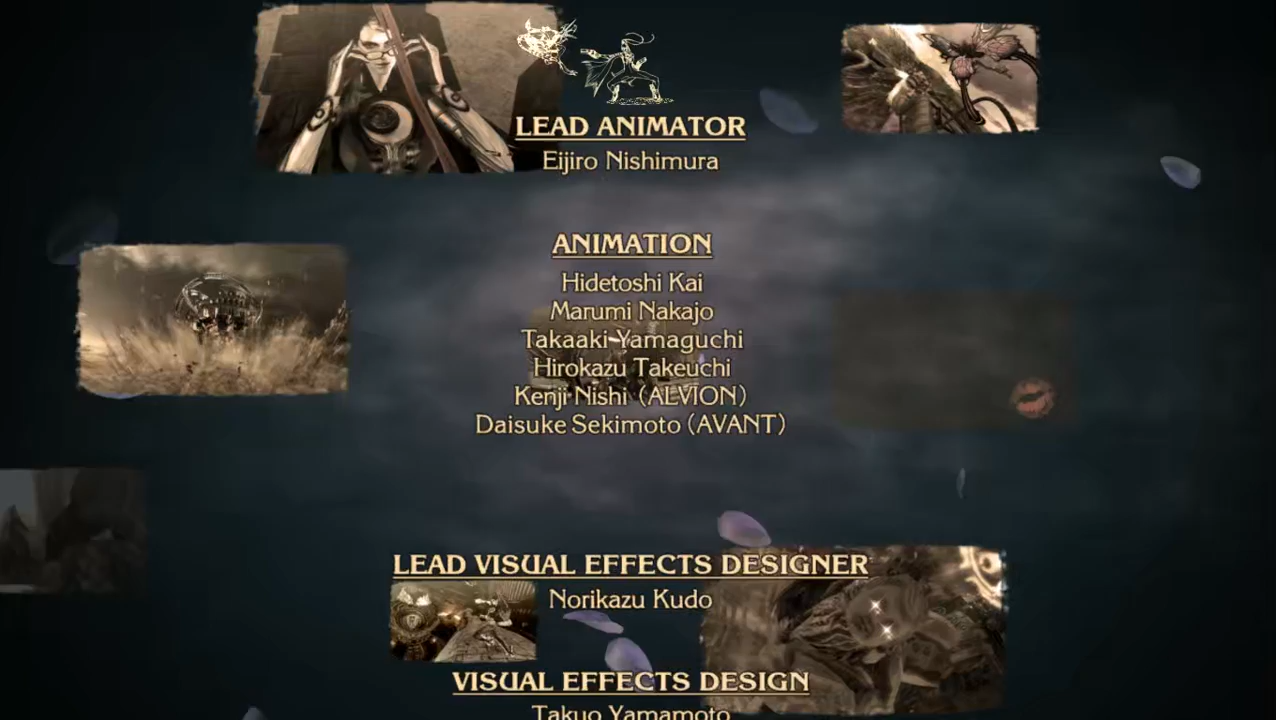 LEAD ANIMATOR
Eijiro Nishimura
ANIMATION
Hidetoshi Kai
Marumi Nakajo
Takaaki Yamaguchi
Hirokazu Takeuchi
Kenji Nishi (ALVION)
Daisuke Sekimoto (AVANT)
LEAD VISUAL EFFECTS DESIGNER
Norikazu Kudo
VISUAL EFFECTS DESIGN
Takuo Yamamoto